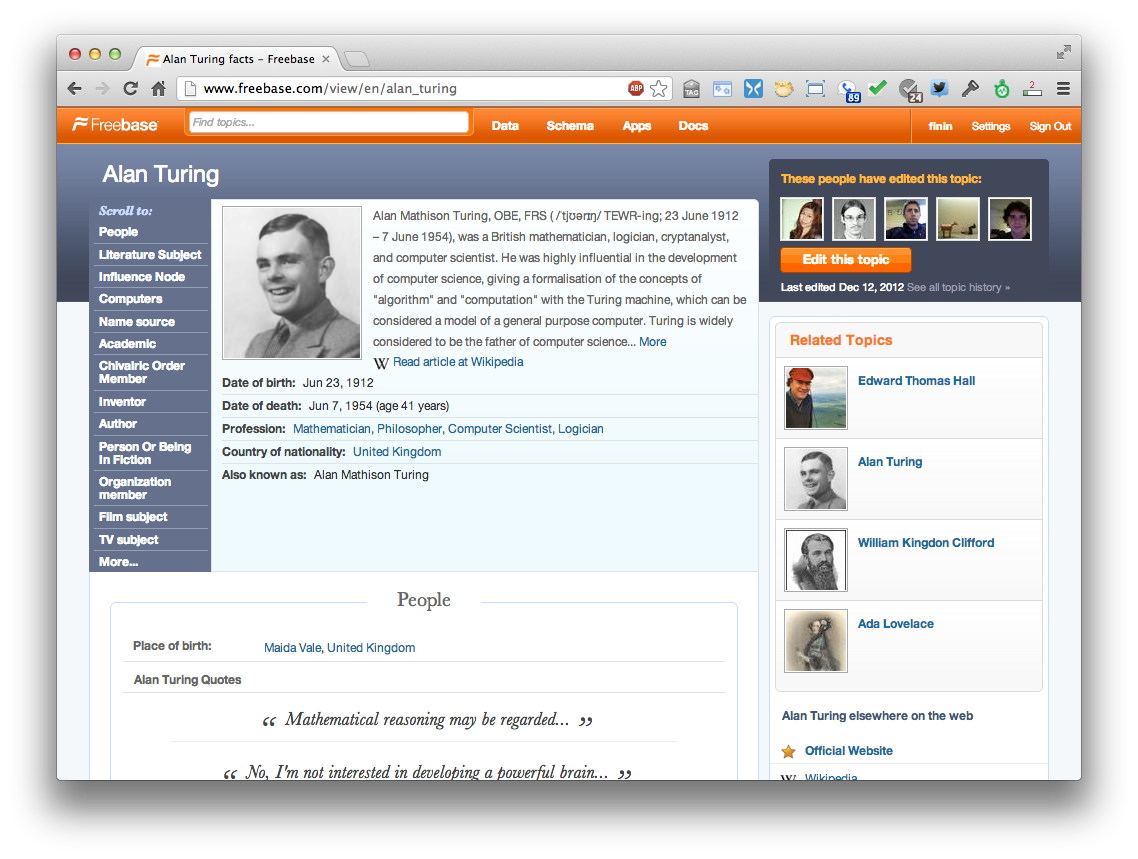 Alan Turing facts – Freebase
www.freebase.com/view/en/alan_turing
ABP
TAG
89
24
2
Freebase
Find topics...
Data
Schema
Apps
Docs
finin
Settings
Sign Out
Alan Turing
Scroll to:
People
Literature Subject
Influence Node
Computers
Name source
Academic
Chivalric Order
Member
Inventor
Author
Person Or Being
In Fiction
Organization
member
Film subject
TV subject
More...
Alan Mathison Turing, OBE, FRS ( /ˈtjʊərɪŋ/ TEWR-ing; 23 June 1912
– 7 June 1954), was a British mathematician, logician, cryptanalyst,
and computer scientist. He was highly influential in the development
of computer science, giving a formalisation of the concepts of
"algorithm" and "computation" with the Turing machine, which can be
considered a model of a general purpose computer. Turing is widely
considered to be the father of computer science... More
W Read article at Wikipedia
Date of birth: Jun 23, 1912
Date of death: Jun 7, 1954 (age 41 years)
Profession: Mathematician, Philosopher, Computer Scientist, Logician
Country of nationality: United Kingdom
Also known as: Alan Mathison Turing
People
Place of birth: Maida Vale, United Kingdom
Alan Turing Quotes
“ Mathematical reasoning may be regarded... ”
“ No, I'm not interested in developing a powerful brain... ”
These people have edited this topic:
Edit this topic
Last edited Dec 12, 2012 See all topic history »
Related Topics
Edward Thomas Hall
Alan Turing
William Kingdon Clifford
Ada Lovelace
Alan Turing elsewhere on the web
Official Website
W Wikipedia